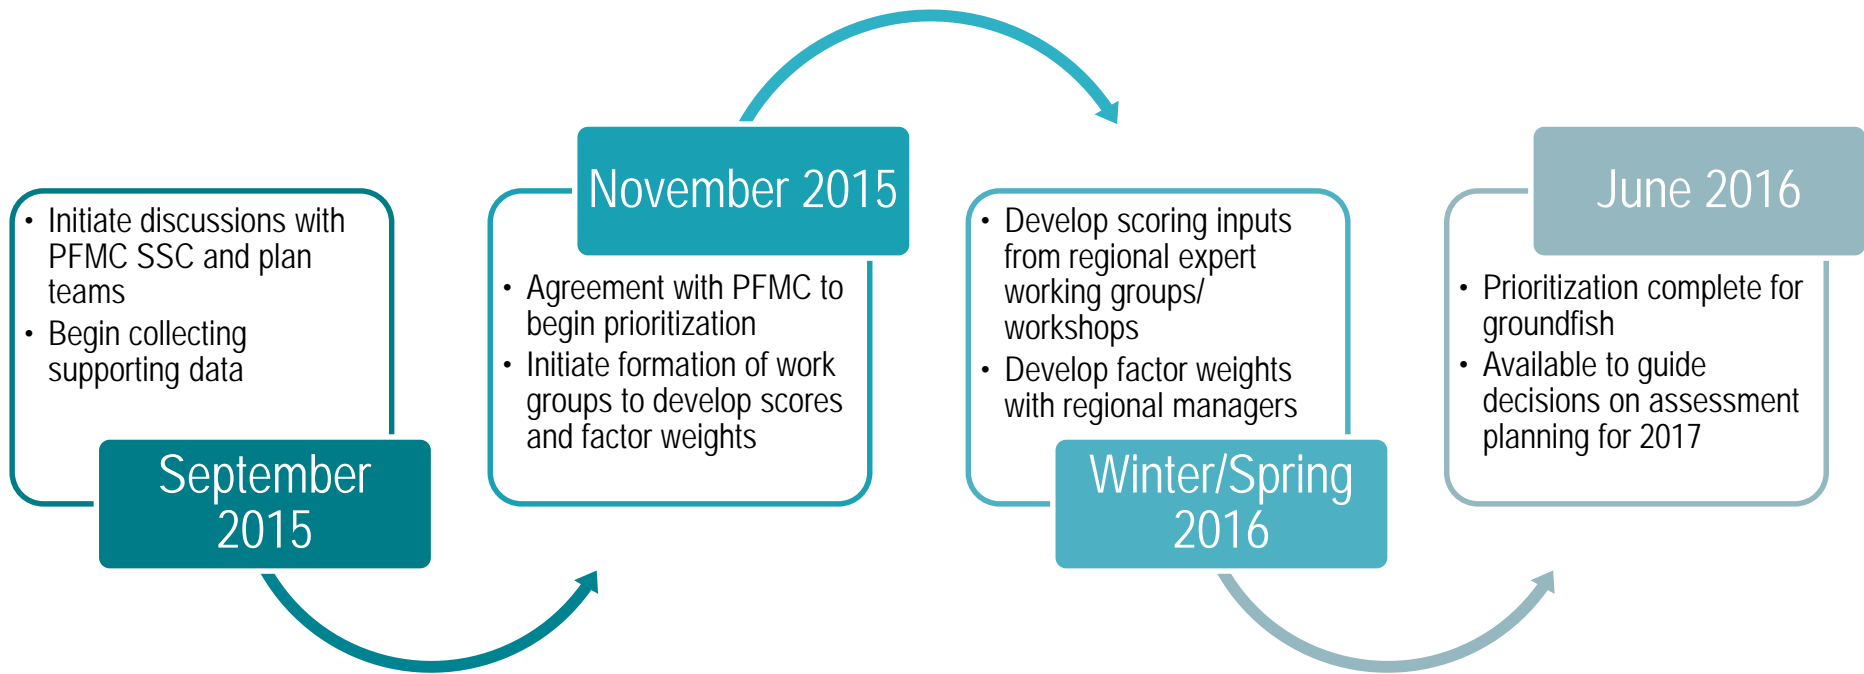 • Initiate discussions with
PFMC SSC and plan
teams
• Begin collecting
supporting data
September
2015
November 2015
• Agreement with PFMC to
begin prioritization
• Initiate formation of work
groups to develop scores
and factor weights
• Develop scoring inputs
from regional expert
working groups/
workshops
• Develop factor weights
with regional managers
Winter/Spring
2016
June 2016
• Prioritization complete for
groundfish
• Available to guide
decisions on assessment
planning for 2017